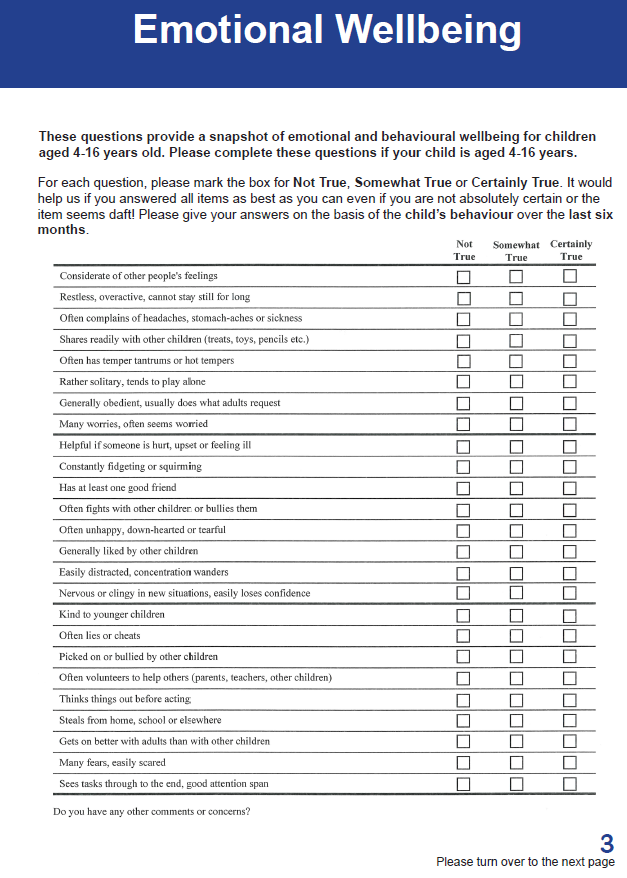 Emotional Wellbeing
These questions provide a snapshot of emotional and behavioural wellbeing for children
aged 4-16 years old. Please complete these questions if your child is aged 4-16 years.
For each question, please mark the box for Not True, Somewhat True or Certainly True. It would
help us if you answered all items as best as you can even if you are not absolutely certain or the
item seems daft! Please give your answers on the basis of the child's behaviour over the last six
months.
Not Somewhat Certainly
True True True
Considerate of other people's feelings
Restless, overactive, cannot stay still for long
Often complains of headaches, stomach-aches or sickness
Shares readily with other children (treats, toys, pencils etc.)
Often has temper tantrums or hot tempers
Rather solitary, tends to play alone
Generally obedient, usually does what adults request
Many worries, often seems worried
Helpful if someone is hurt, upset or feeling ill
Constantly fidgeting or squirming
Has at least one good friend
Often fights with other children or bullies them
Often unhappy, down-hearted or tearful
Generally liked by other children
Easily distracted, concentration wanders
Nervous or clingy in new situations, easily loses confidence
Kind to younger children
Often lies or cheats
Picked on or bullied by other children
Often volunteers to help others (parents, teachers, other children)
Thinks things out before acting
Steals from home, school or elsewhere
Gets on better with adults than with other children
Many fears, easily scared
Sees tasks through to the end, good attention span
Do you have any other comments or concerns?
3
Please turn over to the next page